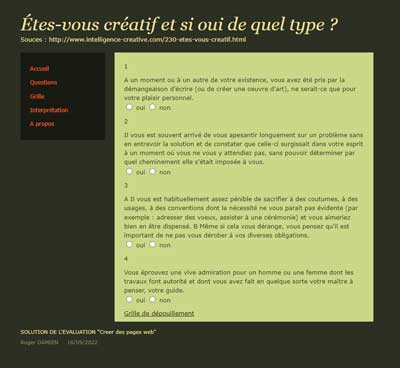 Étes-vous créatif et si oui de quel type ?
Souces : http://www.intelligence-creative.com/230-etes-vous-creatif.html
Accueil
Questions
Grille
Interprétation
A propos
1
A un moment ou à un autre de votre existence, vous avez été pris par la
démangeaison d'écrire (ou de créer une oeuvre d'art), ne serait-ce que pour
votre plaisir personnel.
oui non
2
Il vous est souvent arrivé de vous apesantir longuement sur un problème sans
en entrevoir la solution et de constater que celle-ci surgissait dans votre esprit
à un moment où vous ne vous y attendiez pas, sans pouvoir déterminer par
quel cheminement elle s'était imposée à vous.
oui non
3
A Il vous est habituellement assez pénible de sacrifier à des coutumes, à des
usages, à des conventions dont la nécessité ne vous paraît pas évidente (par
exemple : adresser des voeux, assister à une cérémonie) et vous aimeriez
bien en être dispensé. B Même si cela vous dérange, vous pensez qu'il est
important de ne pas vous dérober à vos diverses obligations.
oui non
4
Vous éprouvez une vive admiration pour un homme ou une femme dont les
travaux font autorité et dont vous avez fait en quelque sorte votre maître à
penser, votre guide.
oui non
Grille de dépouillement
SOLUTION DE L'EVALUATION "Creer des pages web"
Roger DAMIEN 16/09/2022